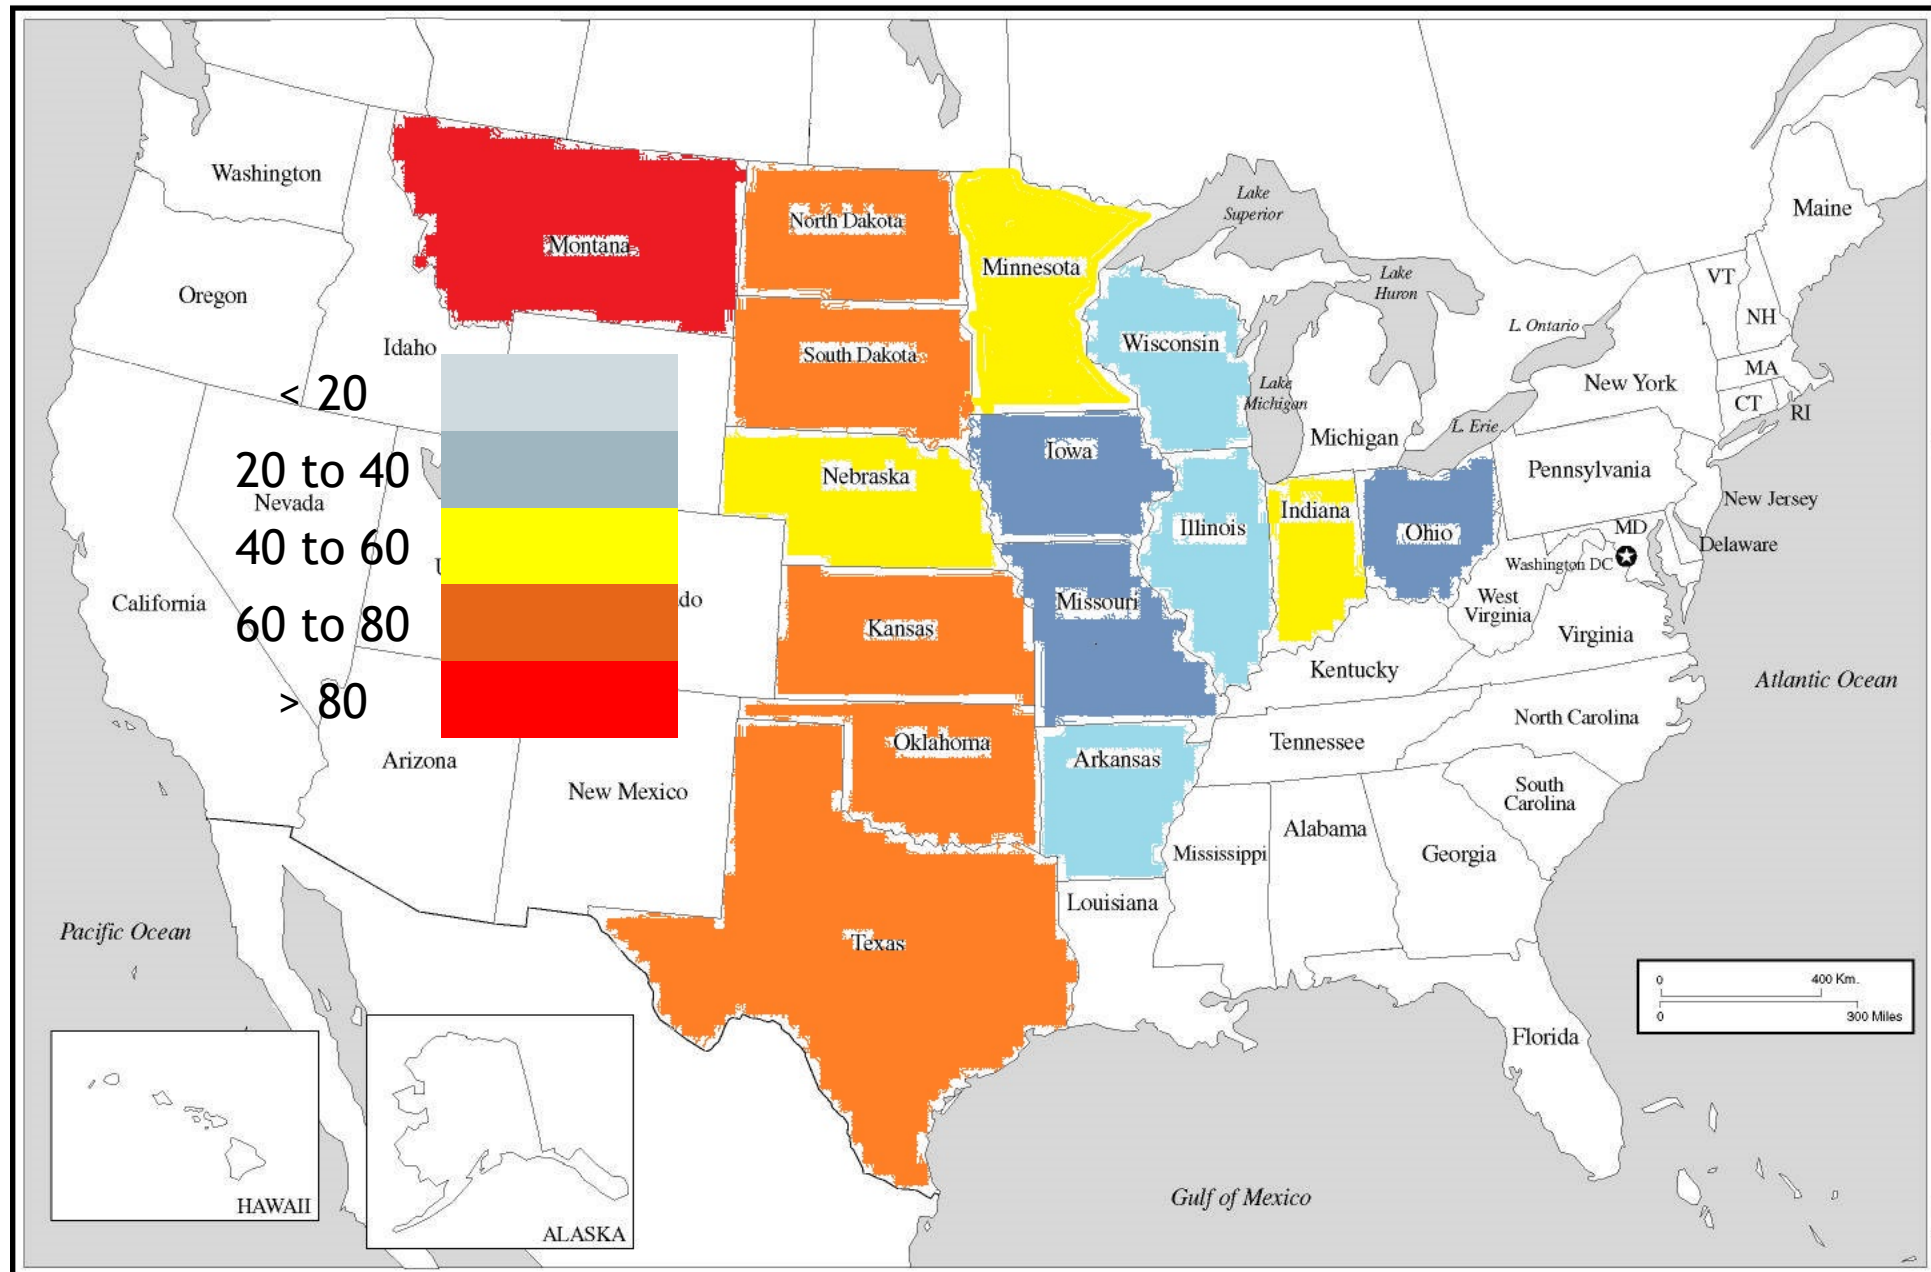 Washington
Oregon
Idaho
Montana
North Dakota
South Dakota
Minnesota
Wisconsin
Lake
Superior
Lake
Huron
Lake
Michigan
Michigan
L. Ontario
L. Erie
Maine
VT
NH
MA
CT
RI
New York
Pennsylvania
New Jersey
MD
Delaware
Washington DC
West
Virginia
Virginia
< 20
20 to 40
40 to 60
60 to 80
> 80
Nevada
U
do
California
Nebraska
Iowa
Illinois
Indiana
Ohio
Kansas
Missouri
Kentucky
Tennessee
North Carolina
South
Carolina
Arizona
New Mexico
Oklahoma
Arkansas
Mississippi
Alabama
Georgia
Texas
Louisiana
Florida
Pacific Ocean
Atlantic Ocean
Gulf of Mexico
HAWAII
ALASKA
0 400 Km.
0 300 Miles